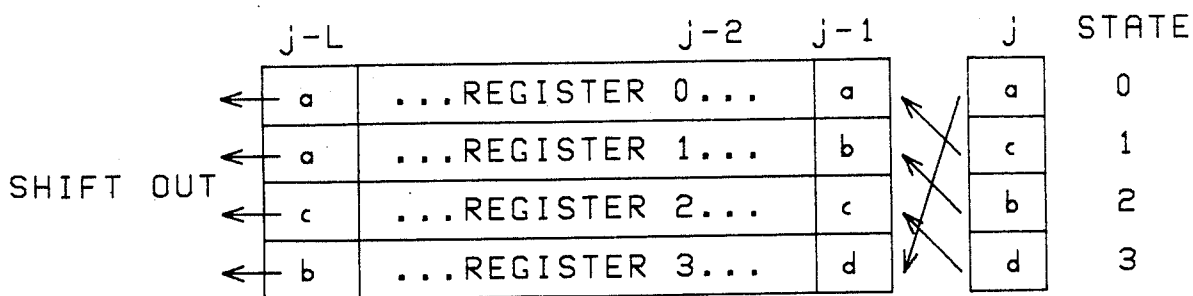 j-L j-2 j-1 j STATE
a ...REGISTER 0... a a 0
a ...REGISTER 1... b c 1
SHIFT OUT
c ...REGISTER 2... c b 2
b ...REGISTER 3... d d 3